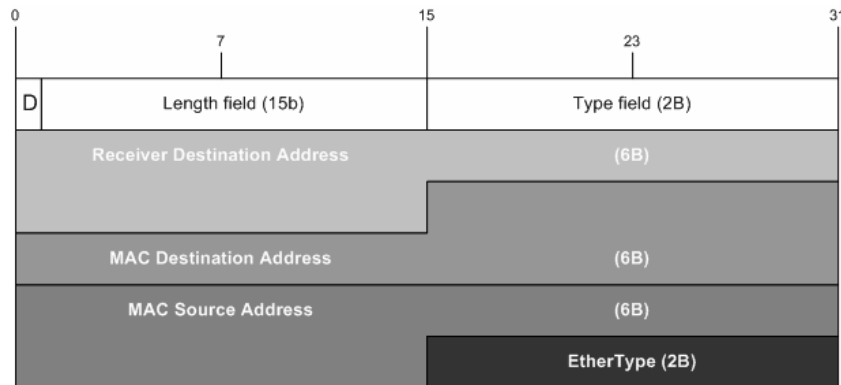 0 15 31
7 23
D Length field (15b) Type field (2B)
Receiver Destination Address (6B)
MAC Destination Address (6B)
MAC Source Address (6B)
EtherType (2B)